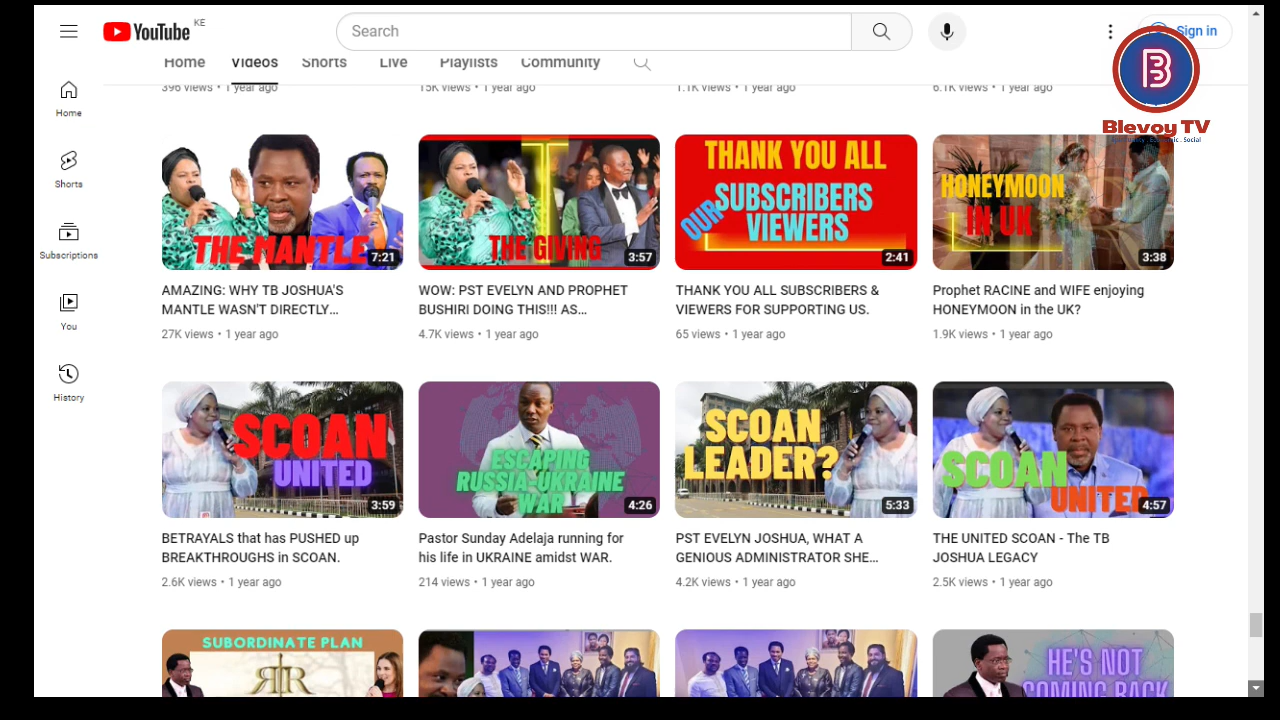 YouTube KE
Search
Sign in
Home Videos Shorts Live Playlists Community
396 views • 1 year ago
15K views • 1 year ago
1.1K views • 1 year ago
6.1K views • 1 year ago
Home
Shorts
Subscriptions
You
History
B
Blevoy TV
THE MANTLE
7:21
AMAZING: WHY TB JOSHUA'S
MANTLE WASN'T DIRECTLY...
27K views • 1 year ago
THE GIVING
3:57
WOW: PST EVELYN AND PROPHET
BUSHIRI DOING THIS!!! AS...
4.7K views • 1 year ago
THANK YOU ALL
OUR SUBSCRIBERS
VIEWERS
2:41
THANK YOU ALL SUBSCRIBERS &
VIEWERS FOR SUPPORTING US.
65 views • 1 year ago
HONEYMOON
IN UK
3:38
Prophet RACINE and WIFE enjoying
HONEYMOON in the UK?
1.9K views • 1 year ago
SCOAN
UNITED
3:59
BETRAYALS that has PUSHED up
BREAKTHROUGHS in SCOAN.
2.6K views • 1 year ago
ESCAPING
RUSSIA-UKRAINE
WAR
4:26
Pastor Sunday Adelaja running for
his life in UKRAINE amidst WAR.
214 views • 1 year ago
SCOAN
LEADER?
5:33
PST EVELYN JOSHUA, WHAT A
GENIOUS ADMINISTRATOR SHE...
4.2K views • 1 year ago
SCOAN
UNITED
4:57
THE UNITED SCOAN - The TB
JOSHUA LEGACY
2.5K views • 1 year ago
SUBORDINATE PLAN
HE'S NOT
COMING BACK